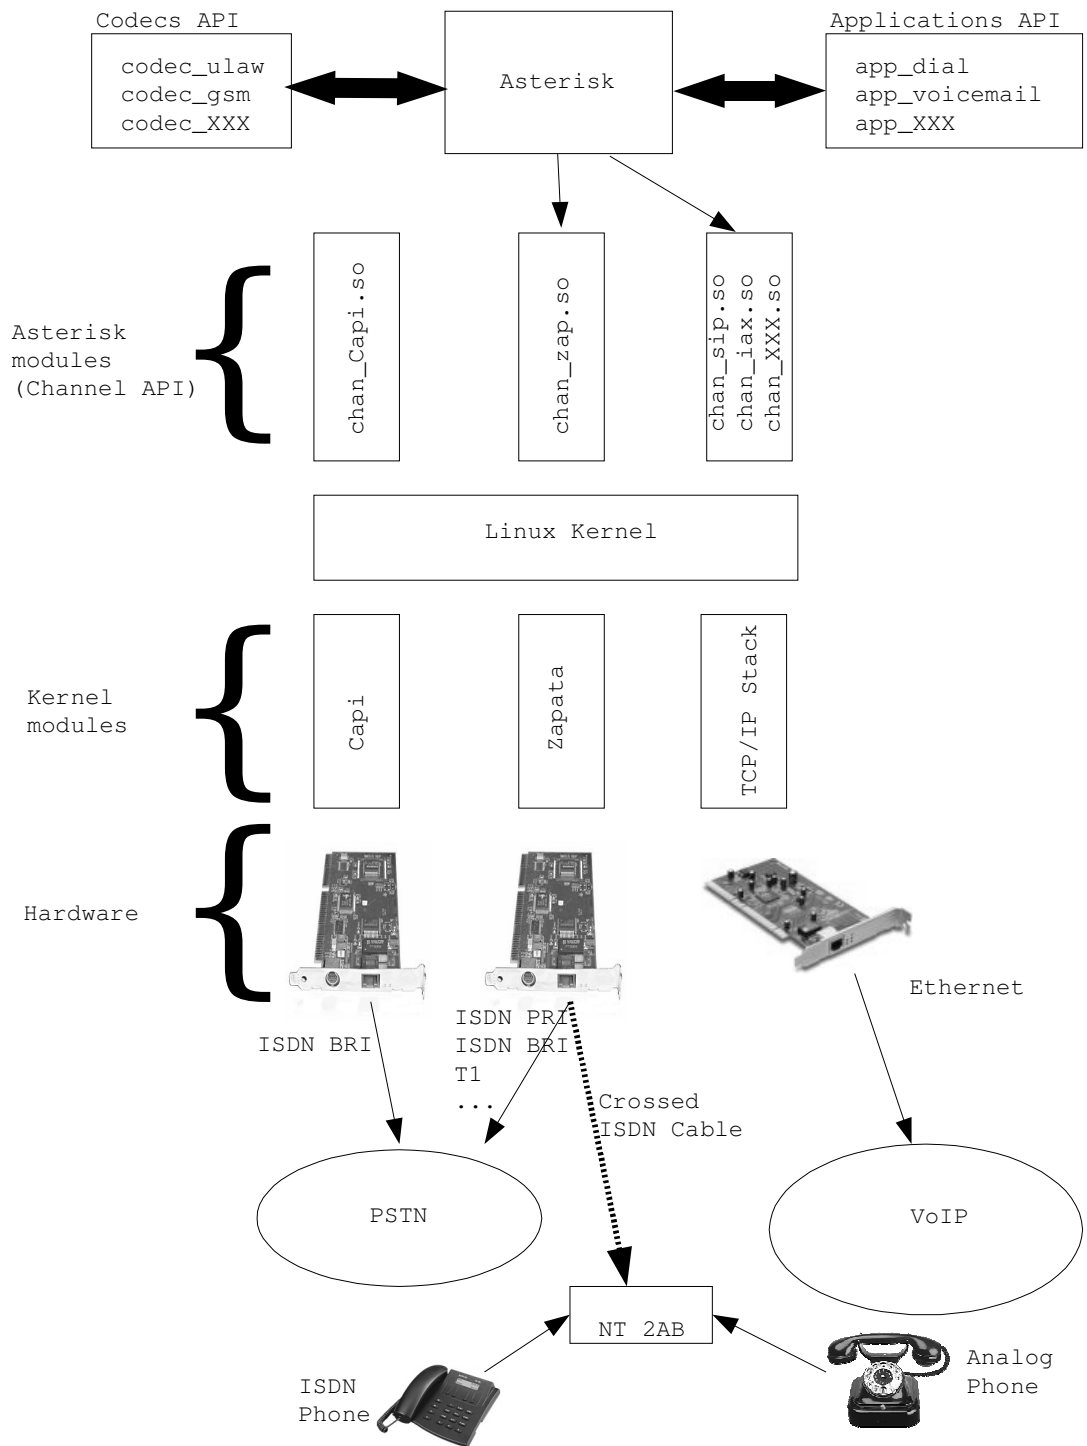 Codecs API
Applications API
codec_ulaw
codec_gsm
codec_XXX
Asterisk
app_dial
app_voicemail
app_XXX
Asterisk
modules
(Channel API)
chan_Capi.so
chan_zap.so
chan_sip.so
chan_iax.so
chan_XXX.so
Linux Kernel
Kernel
modules
Capi
Zapata
TCP/IP Stack
Hardware
Ethernet
ISDN BRI
ISDN PRI
ISDN BRI
T1
...
Crossed
ISDN Cable
PSTN
VoIP
NT 2AB
ISDN
Phone
Analog
Phone